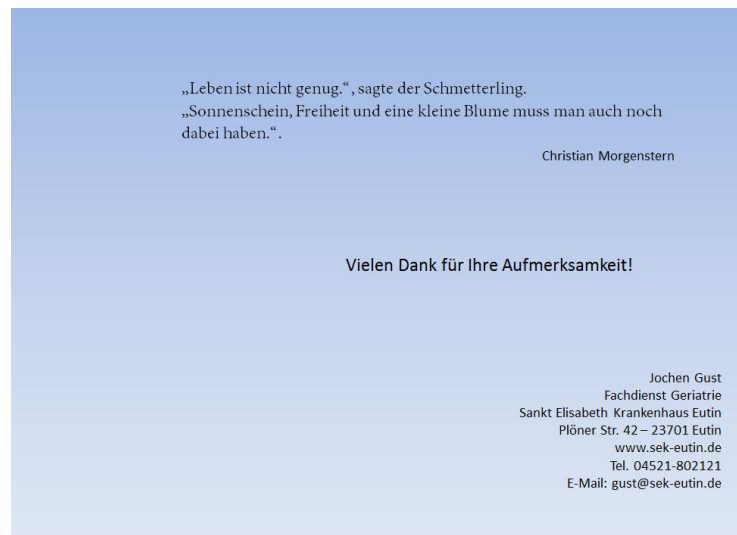 „Leben ist nicht genug.“, sagte der Schmetterling.
„Sonnenschein, Freiheit und eine kleine Blume muss man auch noch
dabei haben.“.
Christian Morgenstern
Vielen Dank für Ihre Aufmerksamkeit!
Jochen Gust
Fachdienst Geriatrie
Sankt Elisabeth Krankenhaus Eutin
Plöner Str. 42 – 23701 Eutin
www.sek-eutin.de
Tel. 04521-802121
E-Mail: gust@sek-eutin.de